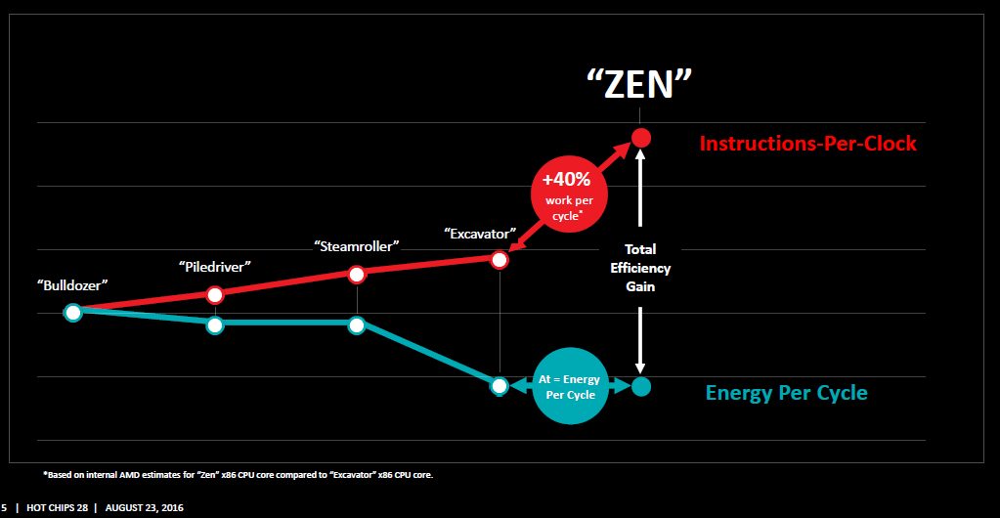 “ZEN”
Instructions-Per-Clock
+40%
work per
cycle*
“Excavator”
“Steamroller”
“Piledriver”
“Bulldozer”
Total
Efficiency
Gain
At = Energy
Per Cycle
Energy Per Cycle
*Based on internal AMD estimates for “Zen” x86 CPU core compared to “Excavator” x86 CPU core.
5 | HOT CHIPS 28 | AUGUST 23, 2016